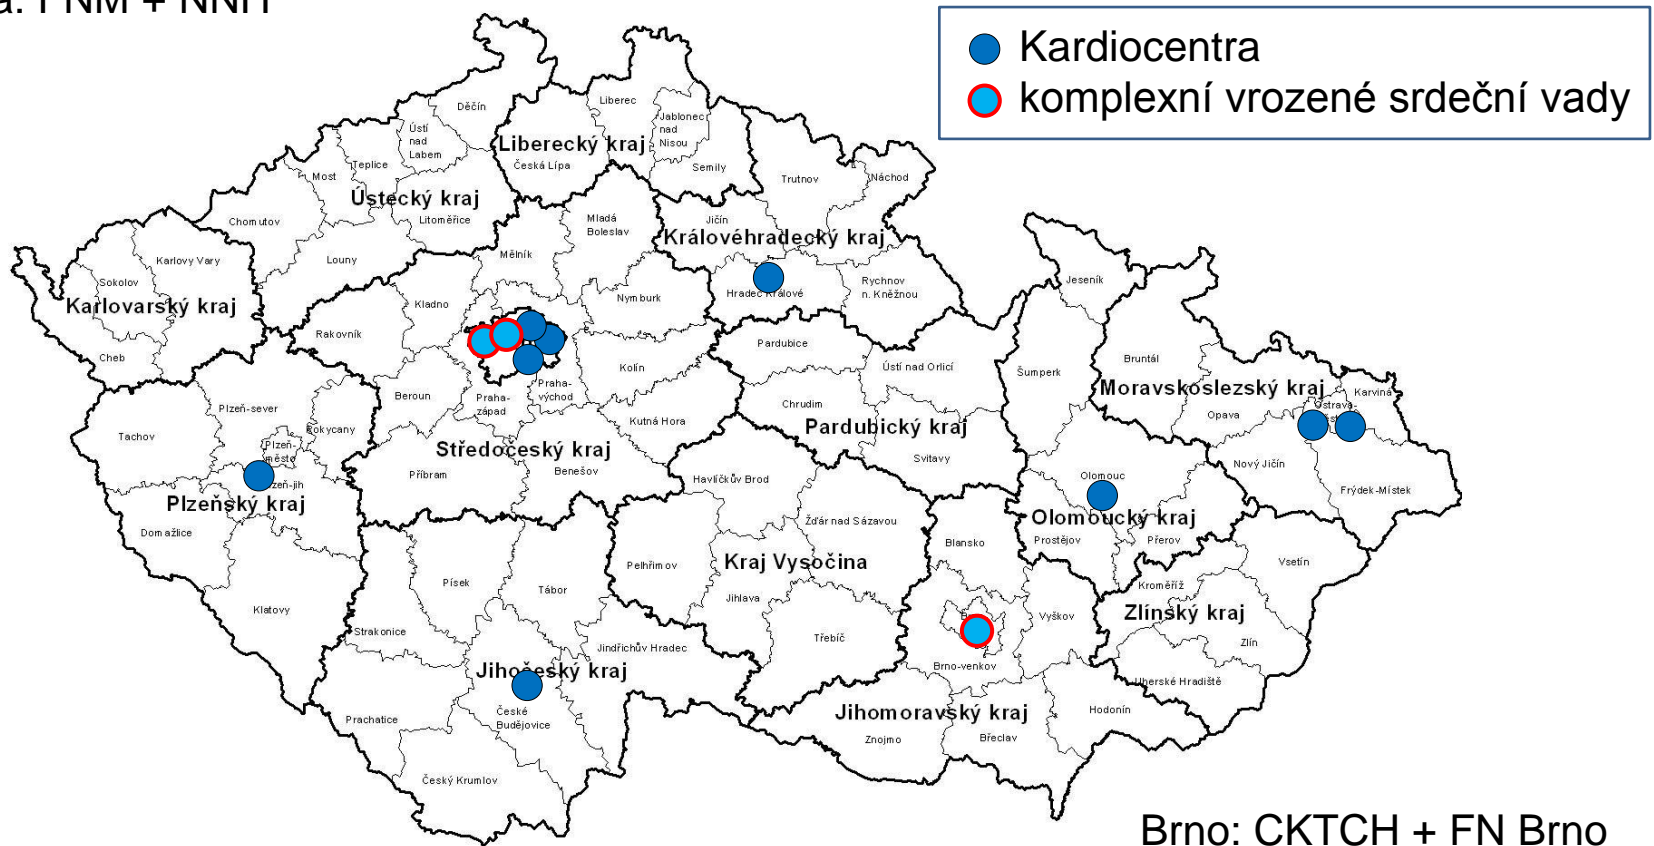 a: FNM + NNH
Kardiocentra
komplexní vrozené srdeční vady
Děčín
Liberec
Ústí
nad
Labem
Jablonec
nad
Nisou
Liberecký kraj
Teplice
Česká Lípa
Semily
Most
Trutnov
Náchod
Ústecký kraj
Litoměřice
Chomutov
Mladá
Boleslav
Jičín
Královéhradecký kraj
Louny
Mělník
Karlovy Vary
Sokolov
Karlovarský kraj
Kladno
Nymburk
Hradec Králové
Rychnov
n. Kněžnou
Jeseník
Rakovník
Cheb
Pardubice
Bruntál
Kolín
Ústí nad Orlicí
Šumperk
Praha-
východ
Beroun
Praha-
západ
Moravskoslezský kraj
Karviná
Plzeň-sever
Chrudim
Opava
Tachov
Rokycany
Kutná Hora
Pardubický kraj
Plzeň-
město
Středočeský kraj
Svitavy
Příbram
Benešov
Havlíčkův Brod
Nový Jičín
Olomouc
Frýdek-Místek
Plzeňský kraj
Domažlice
Žďár nad Sázavou
Olomoucký kraj
Blansko
Prostějov
Přerov
Kraj Vysočina
Pelhřimov
Vsetín
Písek
Tábor
Kroměříž
Klatovy
Jihlava
Vyškov
Zlínský kraj
Strakonice
Třebíč
Zlín
Jindřichův Hradec
Jihočeský kraj
Brno-venkov
Uherské Hradiště
Prachatice
České
Budějovice
Jihomoravský kraj
Hodonín
Znojmo
Břeclav
Český Krumlov
Brno: CKTCH + FN Brno